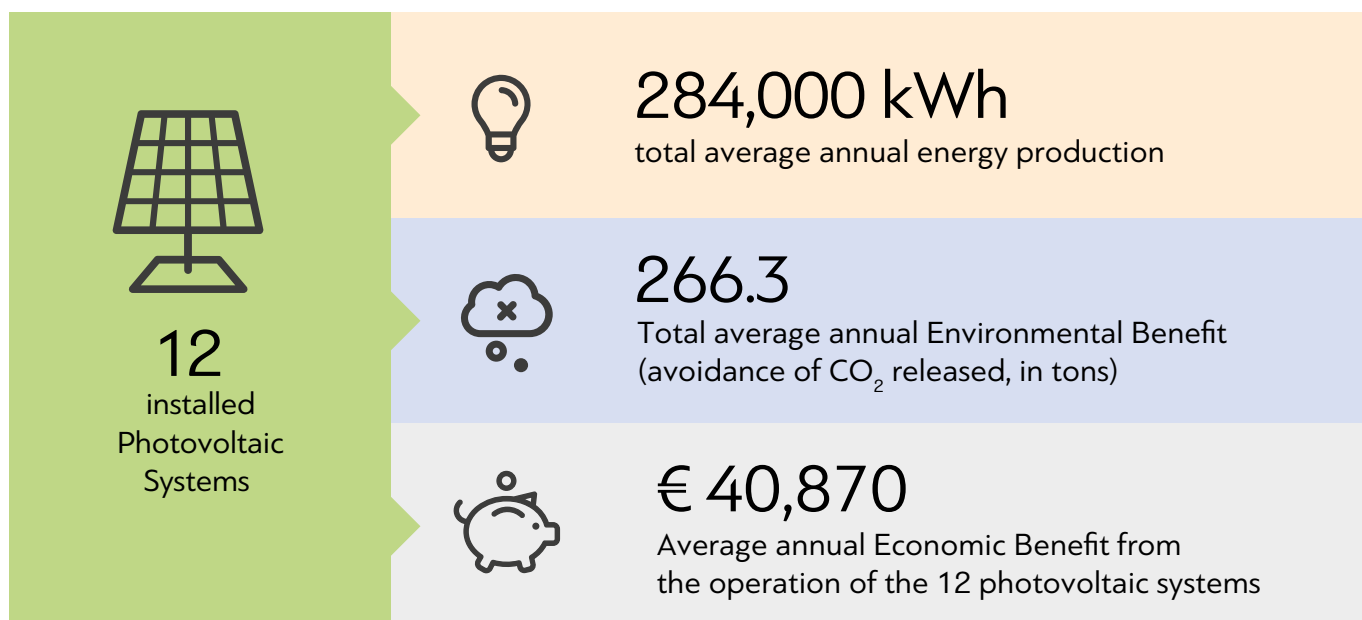 12
installed
Photovoltaic
Systems
284,000 kWh
total average annual energy production
266.3
Total average annual Environmental Benefit
(avoidance of CO₂ released, in tons)
€ 40,870
Average annual Economic Benefit from
the operation of the 12 photovoltaic systems